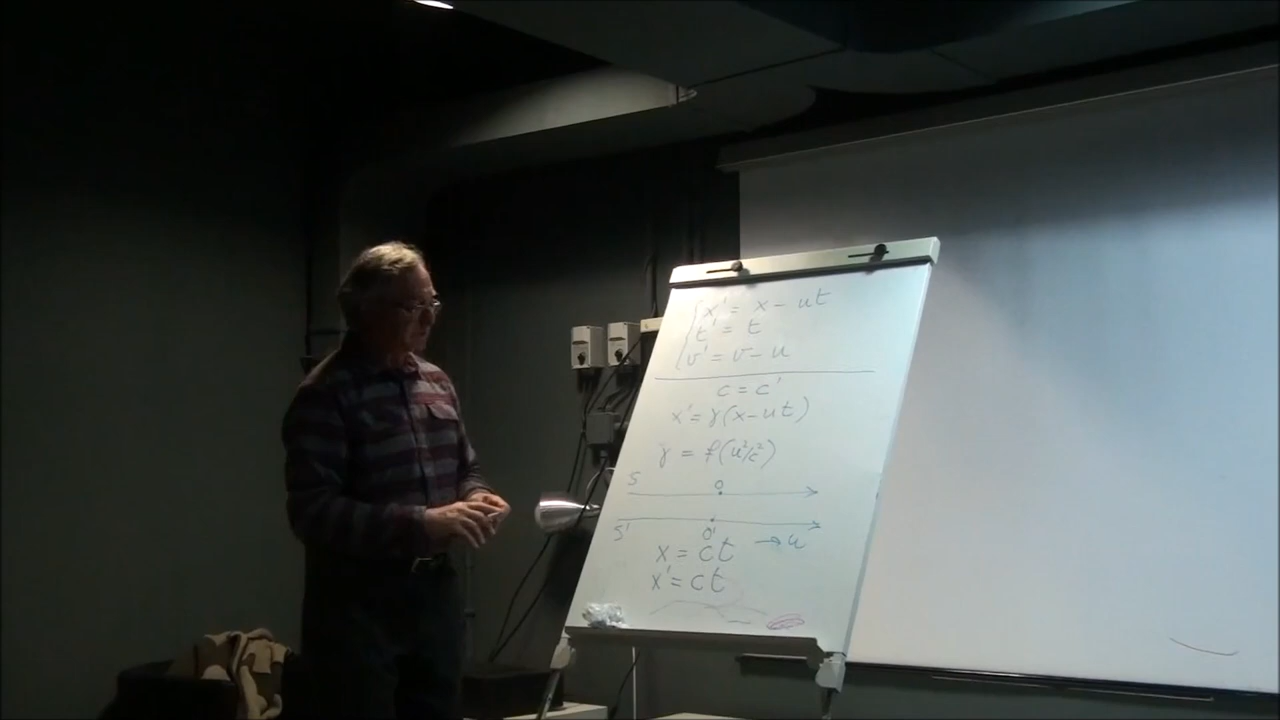 x' = x - ut
t' = t
v' = v - u
c = c'
x' = γ(x - ut)
γ = f(u²/c²)
S O
S' O' → u
x = ct
x' = ct